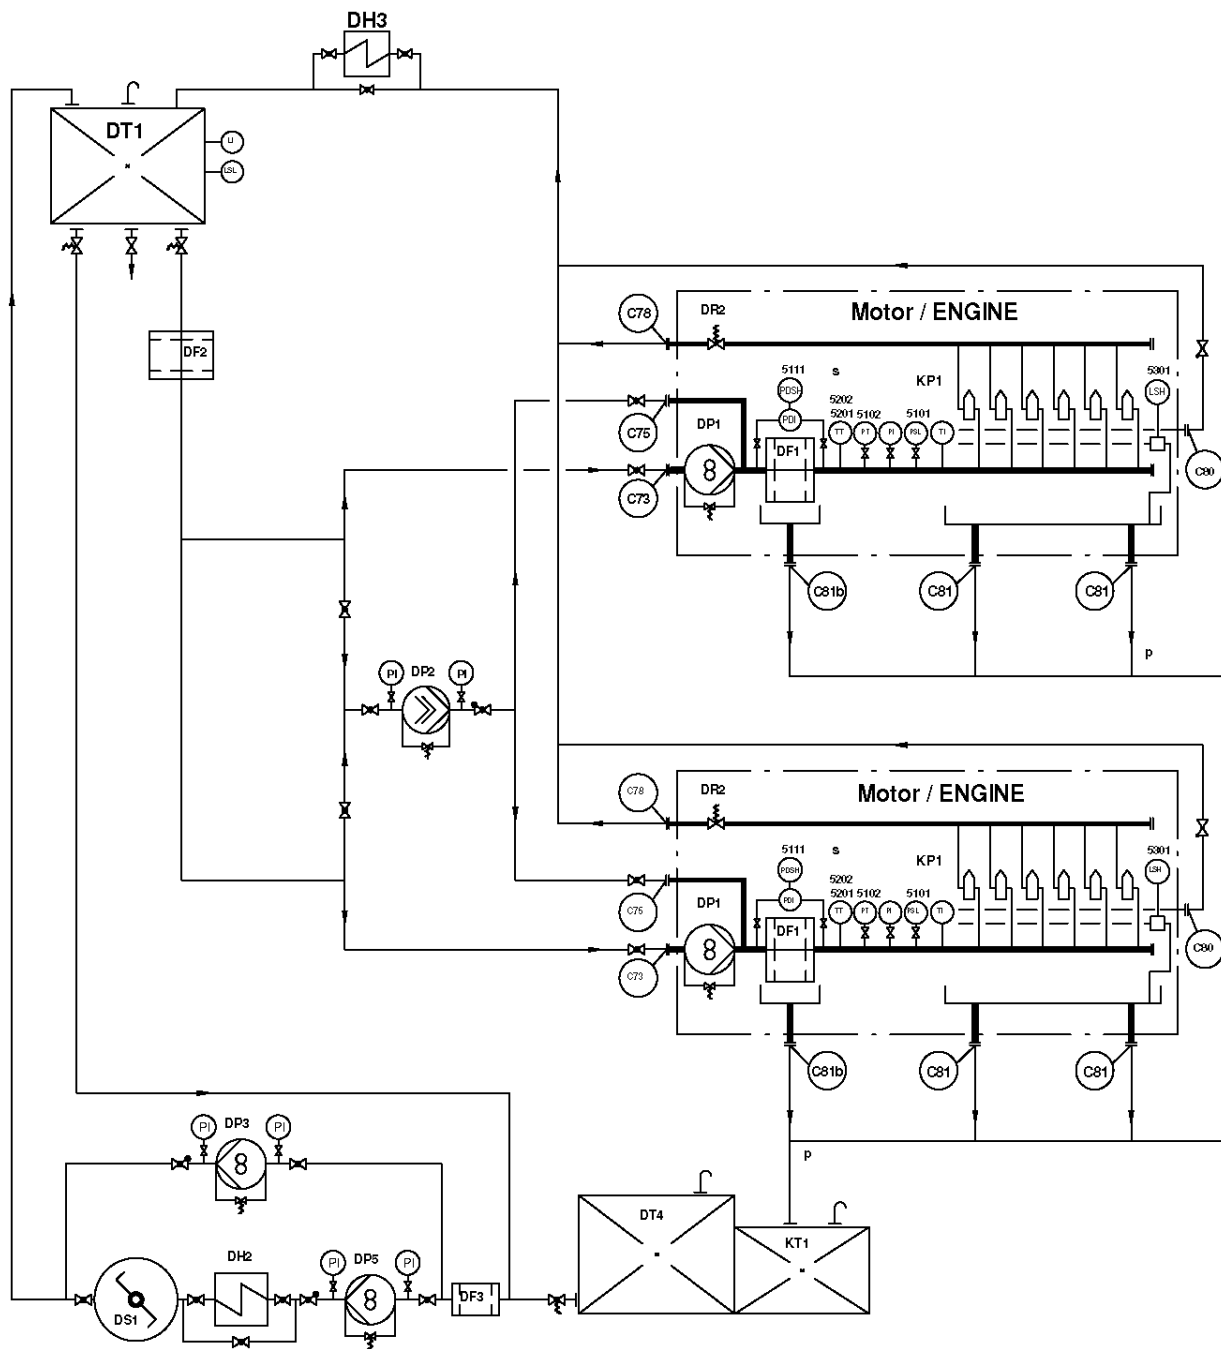 DH3
DT1
LI
LSL
DF2
C78
DR2
Motor / ENGINE
5111
s
KP1
5301
PDSH
LSH
5202
C75
DP1
PDI
5201 5102 5101
TT PT PI PSL TI
DF1
C73
C80
C81b
C81
C81
p
PI
DP2
PI
C78
DR2
Motor / ENGINE
5111
s
KP1
5301
PDSH
LSH
5202
C75
DP1
PDI
5201 5102 5101
TT PT PI PSL TI
DF1
C73
C80
C81b
C81
C81
p
PI
DP3
PI
DT4
KT1
DH2
PI
DP5
PI
DF3
DS1